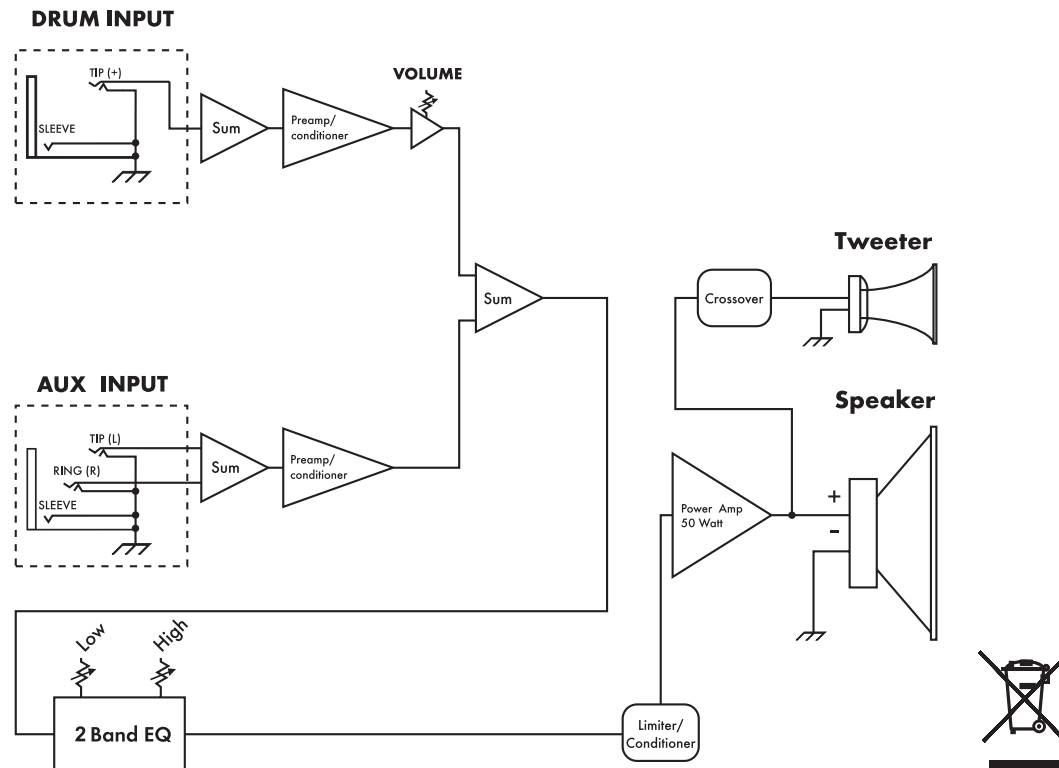 DRUM INPUT
TIP (+)
SLEEVE
Sum
Preamp/
conditioner
VOLUME
Sum
Tweeter
Crossover
AUX INPUT
TIP (L)
RING (R)
SLEEVE
Sum
Preamp/
conditioner
Speaker
Power Amp
50 Watt
+
-
Low
High
2 Band EQ
Limiter/
Conditioner